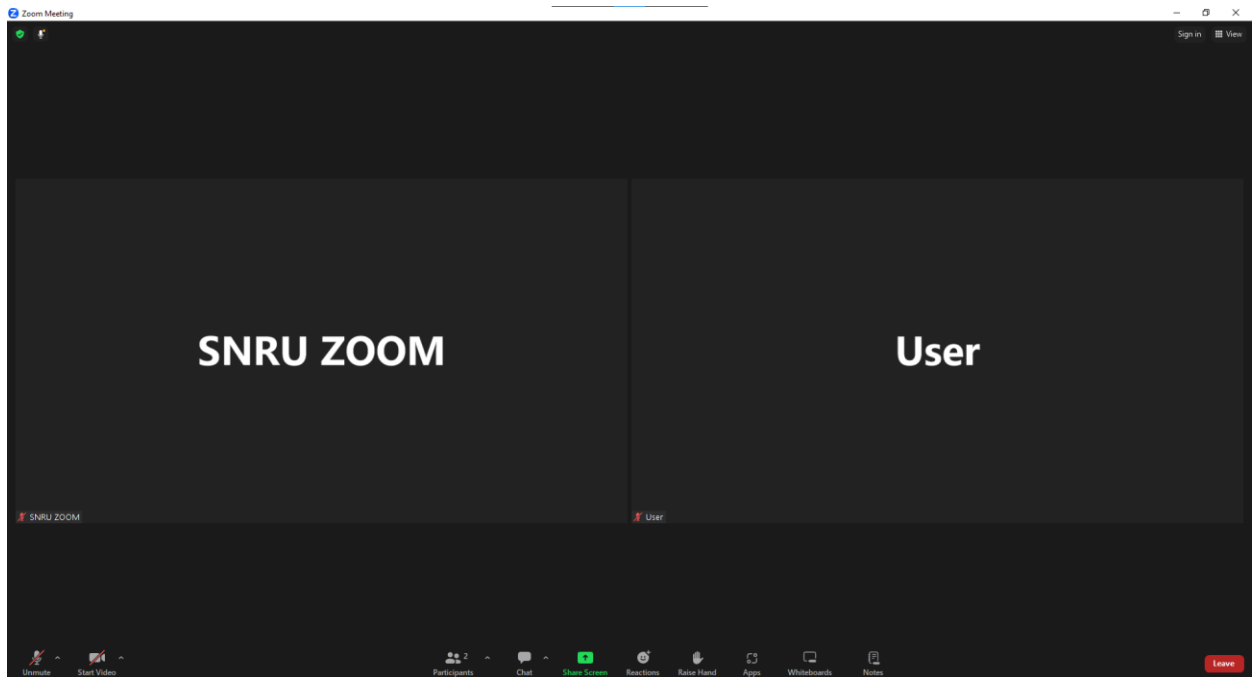 Zoom Meeting
Sign in View
SNRU ZOOM
User
SNRU ZOOM
User
Unmute
Start Video
2
Participants
Chat
Share Screen
Reactions
Raise Hand
Apps
Whiteboards
Notes
Leave